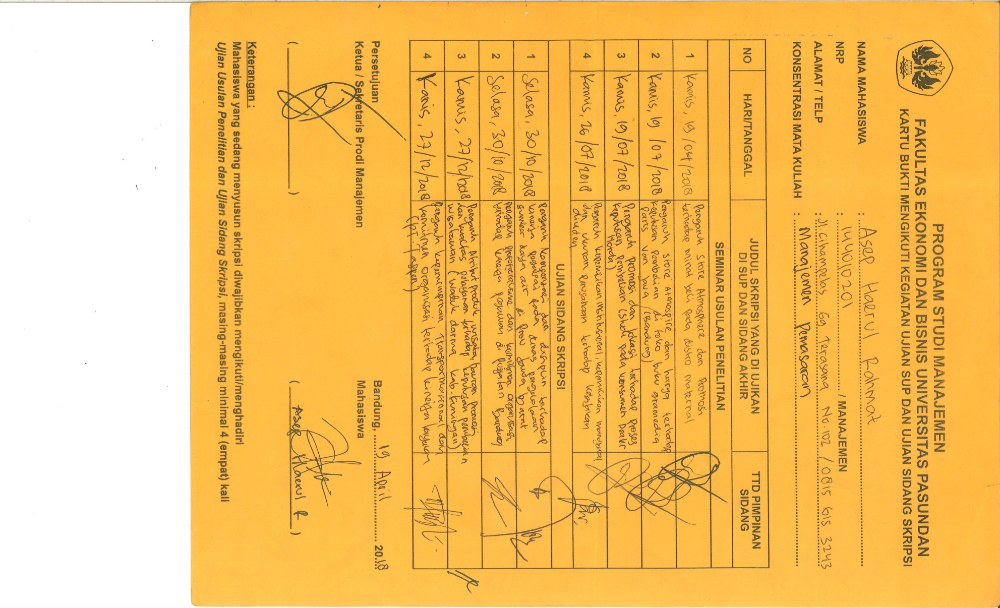 PROGRAM STUDI MANAJEMEN
FAKULTAS EKONOMI DAN BISNIS UNIVERSITAS PASUNDAN
KARTU BUKTI MENGIKUTI KEGIATAN UJIAN SUP DAN UJIAN SIDANG SKRIPSI
NAMA MAHASISWA : Asep Haerul Rahmat
NRP : 144010201 / MANAJEMEN
ALAMAT / TELP : Jl. Cihampelas Gg. Terasana No. 102 / 0815 615 3243
KONSENTRASI MATA KULIAH : Manajemen Pemasaran
NO HARI/TANGGAL JUDUL SKRIPSI YANG DI UJIKAN DI SUP DAN SIDANG AKHIR TTD PIMPINAN SIDANG
SEMINAR USULAN PENELITIAN
1 Kamis, 19/04/2018 Pengaruh Store Atmosphere dan Promosi
terhadap minat beli pada distro maternal
2 Kamis, 19/07/2018 Pengaruh Store Atmospire dan harga terhadap
keputusan pembelian di toko buku gramedia
Paris Van Java (Bandung)
3 Kamis, 19/07/2018 Pengaruh promosi dan lokasi terhadap proses
keputusan pembelian (studi pada konsumen Dealer
Honda)
4 Kamis, 26/07/2018 Pengaruh kepemilikan institusional, kepemilikan manajerial
dan ukuran perusahaan terhadap kebijakan
dividen
UJIAN SIDANG SKRIPSI
1 Selasa, 30/10/2018 Pengaruh kompensasi dan disiplin terhadap
kinerja pegawai pada dinas pengelolaan
sumber daya air di Prov Jawa barat
2 Selasa, 30/10/2018 Pengaruh dan komitmen organisasi
terhadap kinerja di Bandung
3 Kamis, 27/12/2018 Pengaruh Atribut produk wisata, bauran promosi
dan kualitas pelayanan terhadap keputusan pembelian
wisatawan (Waduk darma kab. Kuningan)
4 Kamis, 27/12/2018 Pengaruh kepemimpinan transpormasional dan
komitmen organisasi terhadap kinerja karyawan
(PT. Taspen)
Persetujuan
Ketua / Sekretaris Prodi Manajemen
Bandung, 19 April 2018
Mahasiswa
( )
( Asep Haerul R )
Keterangan :
Mahasiswa yang sedang menyusun skripsi diwajibkan mengikuti/menghadiri
Ujian Usulan Penelitian dan Ujian Sidang Skripsi, masing-masing minimal 4 (empat) kali